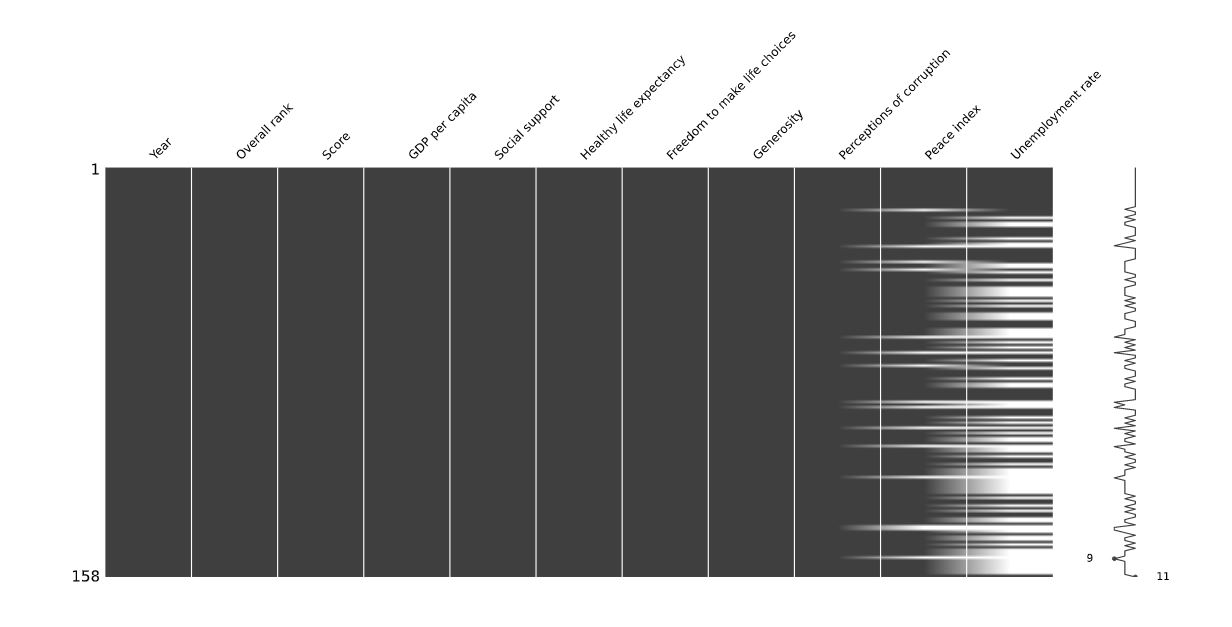 Year
Overall rank
Score
GDP per capita
Social support
Healthy life expectancy
Freedom to make life choices
Generosity
Perceptions of corruption
Peace index
Unemployment rate
1
158
9
11